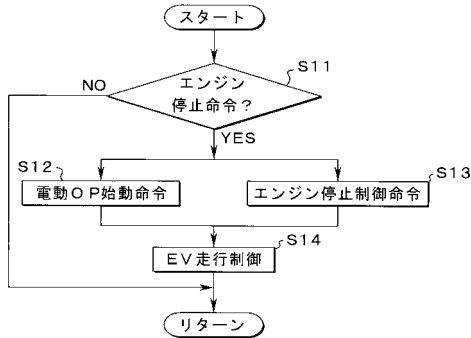 スタート
S11
エンジン
停止命令?
NO
YES
S12
電動OP始動命令
S13
エンジン停止制御命令
S14
EV走行制御
リターン